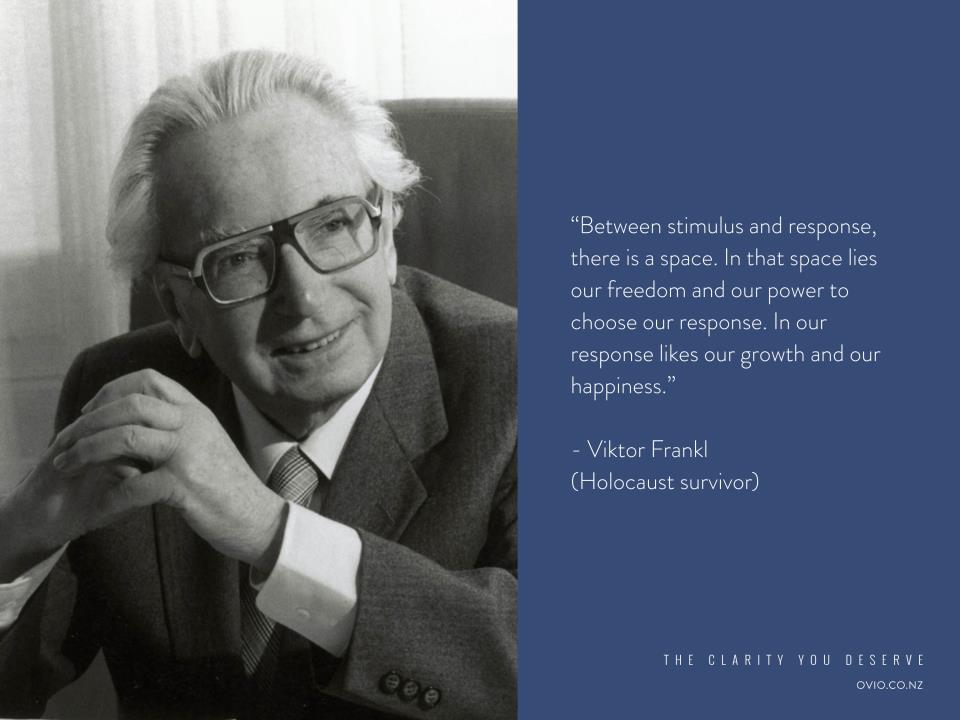 “Between stimulus and response,
there is a space. In that space lies
our freedom and our power to
choose our response. In our
response likes our growth and our
happiness.”
- Viktor Frankl
(Holocaust survivor)
THE CLARITY YOU DESERVE
OVIO.CO.NZ